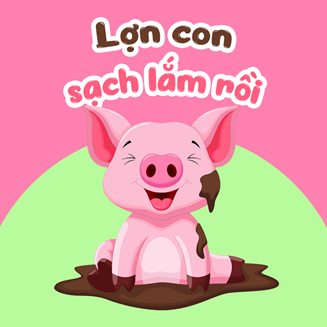 Lợn con
sạch lắm rồi